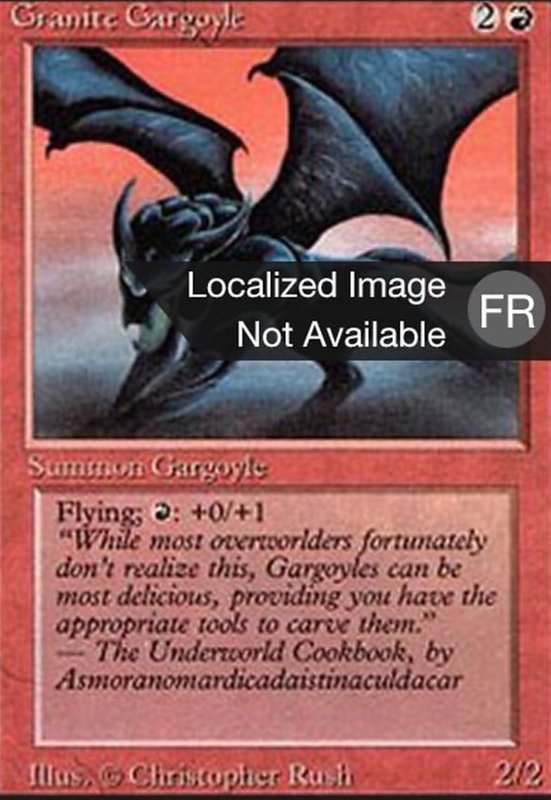 Granite Gargoyle 2
Localized Image
Not Available
FR
Summon Gargoyle
Flying; : +0/+1
“While most overworlders fortunately
don't realize this, Gargoyles can be
most delicious, providing you have the
appropriate tools to carve them.”
— The Underworld Cookbook, by
Asmoranomardicadaistinaculdacar
Illus. © Christopher Rush 2/2